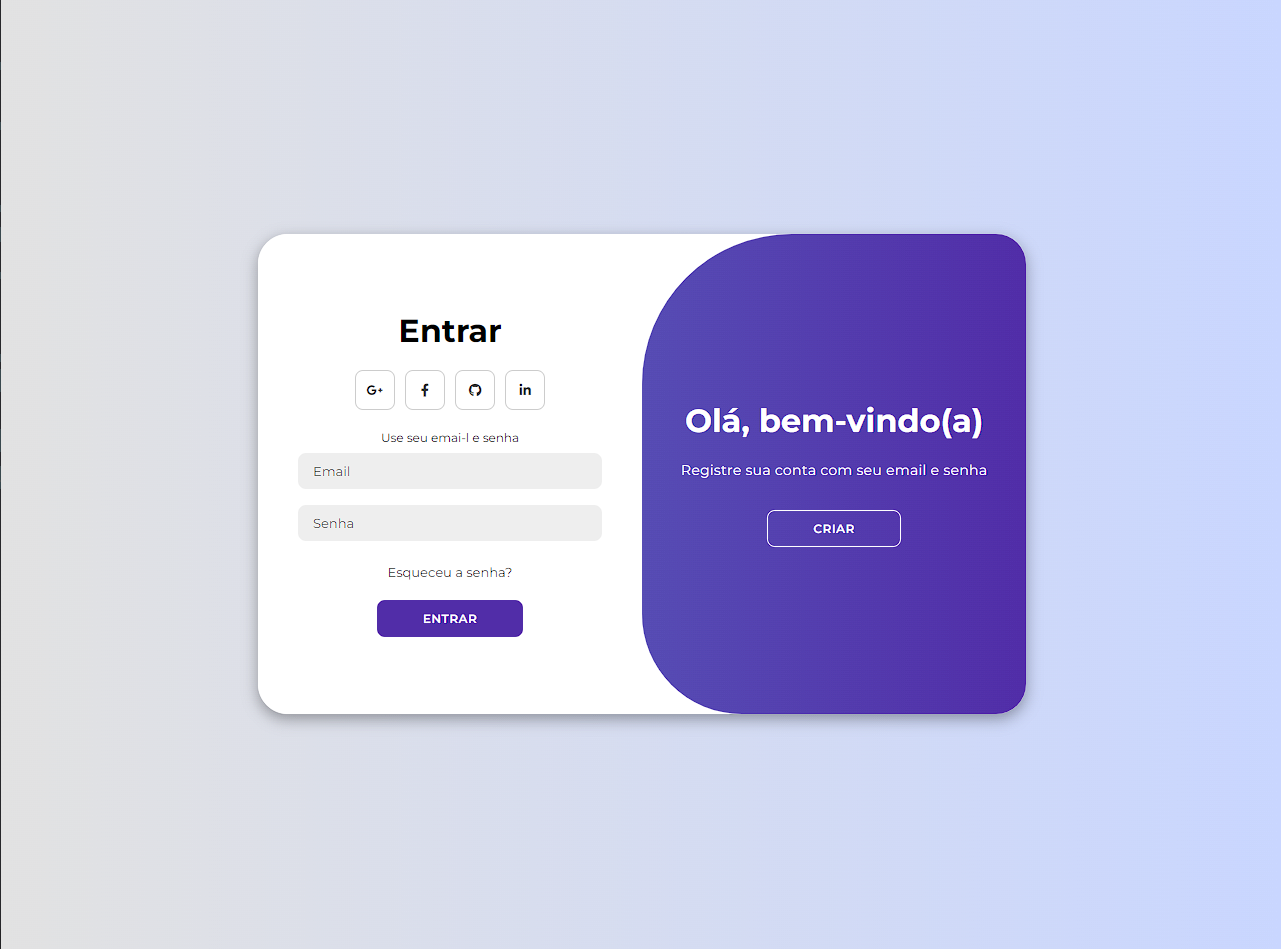 Entrar
G+
f
in
Use seu emai-l e senha
Email
Senha
Esqueceu a senha?
ENTRAR
Olá, bem-vindo(a)
Registre sua conta com seu email e senha
CRIAR